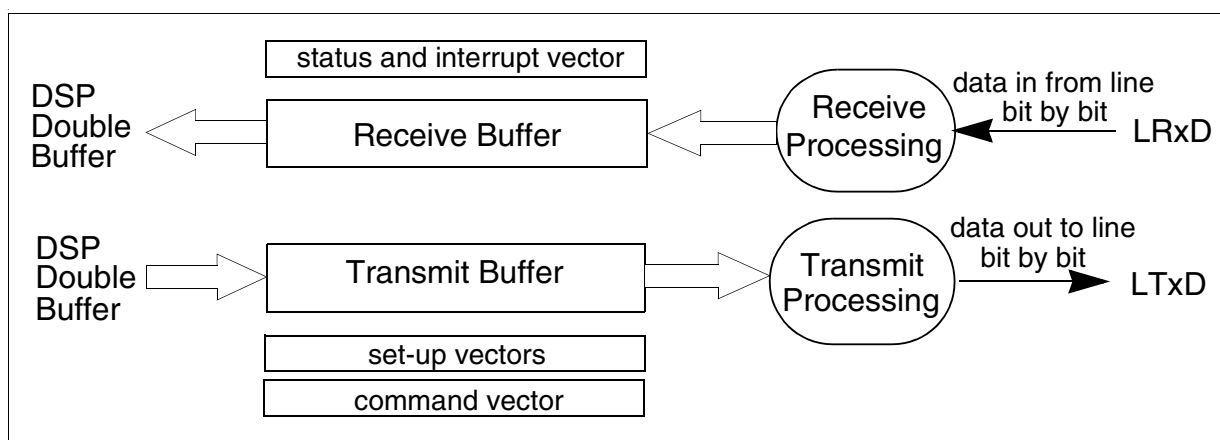 status and interrupt vector
DSP
Double
Buffer
Receive Buffer
Receive
Processing
data in from line
bit by bit
LRxD
DSP
Double
Buffer
Transmit Buffer
Transmit
Processing
data out to line
bit by bit
LTxD
set-up vectors
command vector